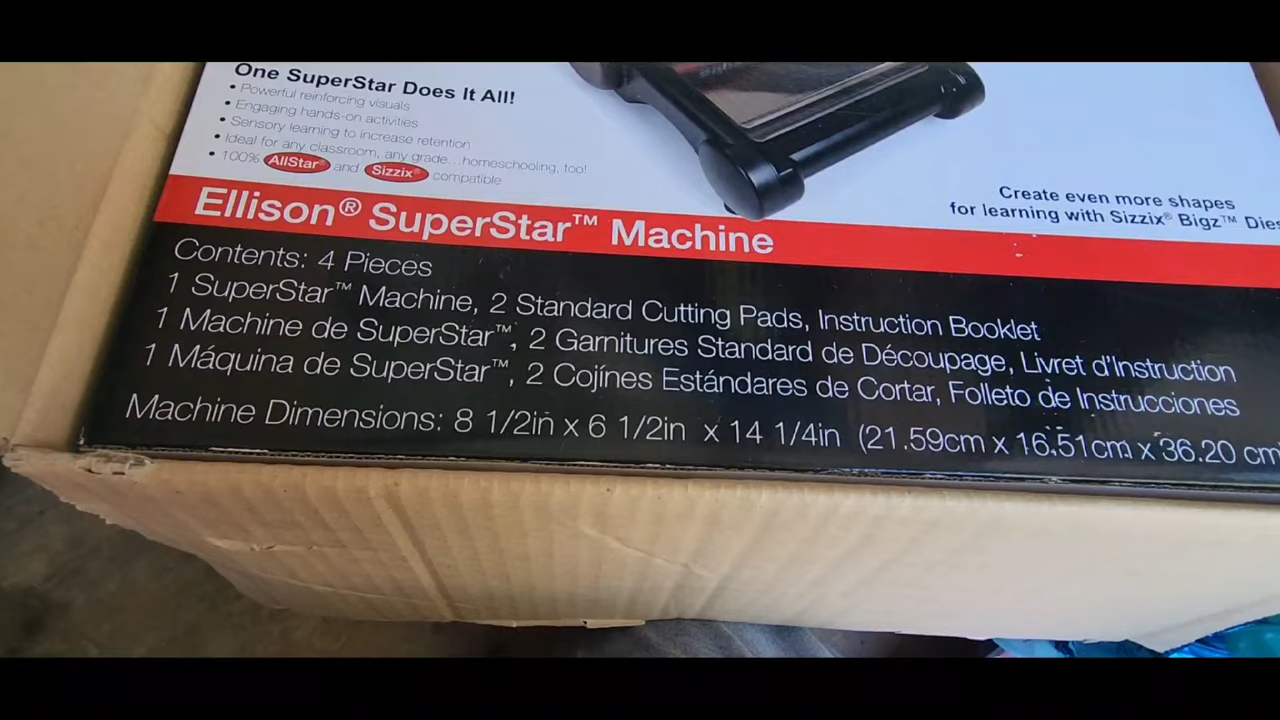 One SuperStar Does It All!
• Powerful reinforcing visuals
• Engaging hands-on activities
• Sensory learning to increase retention
• Ideal for any classroom, any grade...homeschooling, too!
• 100% AllStar® and Sizzix® compatible
Create even more shapes
for learning with Sizzix® Bigz™ Dies
Ellison® SuperStar™ Machine
Contents: 4 Pieces
1 SuperStar™ Machine, 2 Standard Cutting Pads, Instruction Booklet
1 Machine de SuperStar™, 2 Garnitures Standard de Découpage, Livret d'Instruction
1 Máquina de SuperStar™, 2 Cojínes Estándares de Cortar, Folleto de Instrucciones
Machine Dimensions: 8 1/2in x 6 1/2in x 14 1/4in (21.59cm x 16.51cm x 36.20 cm